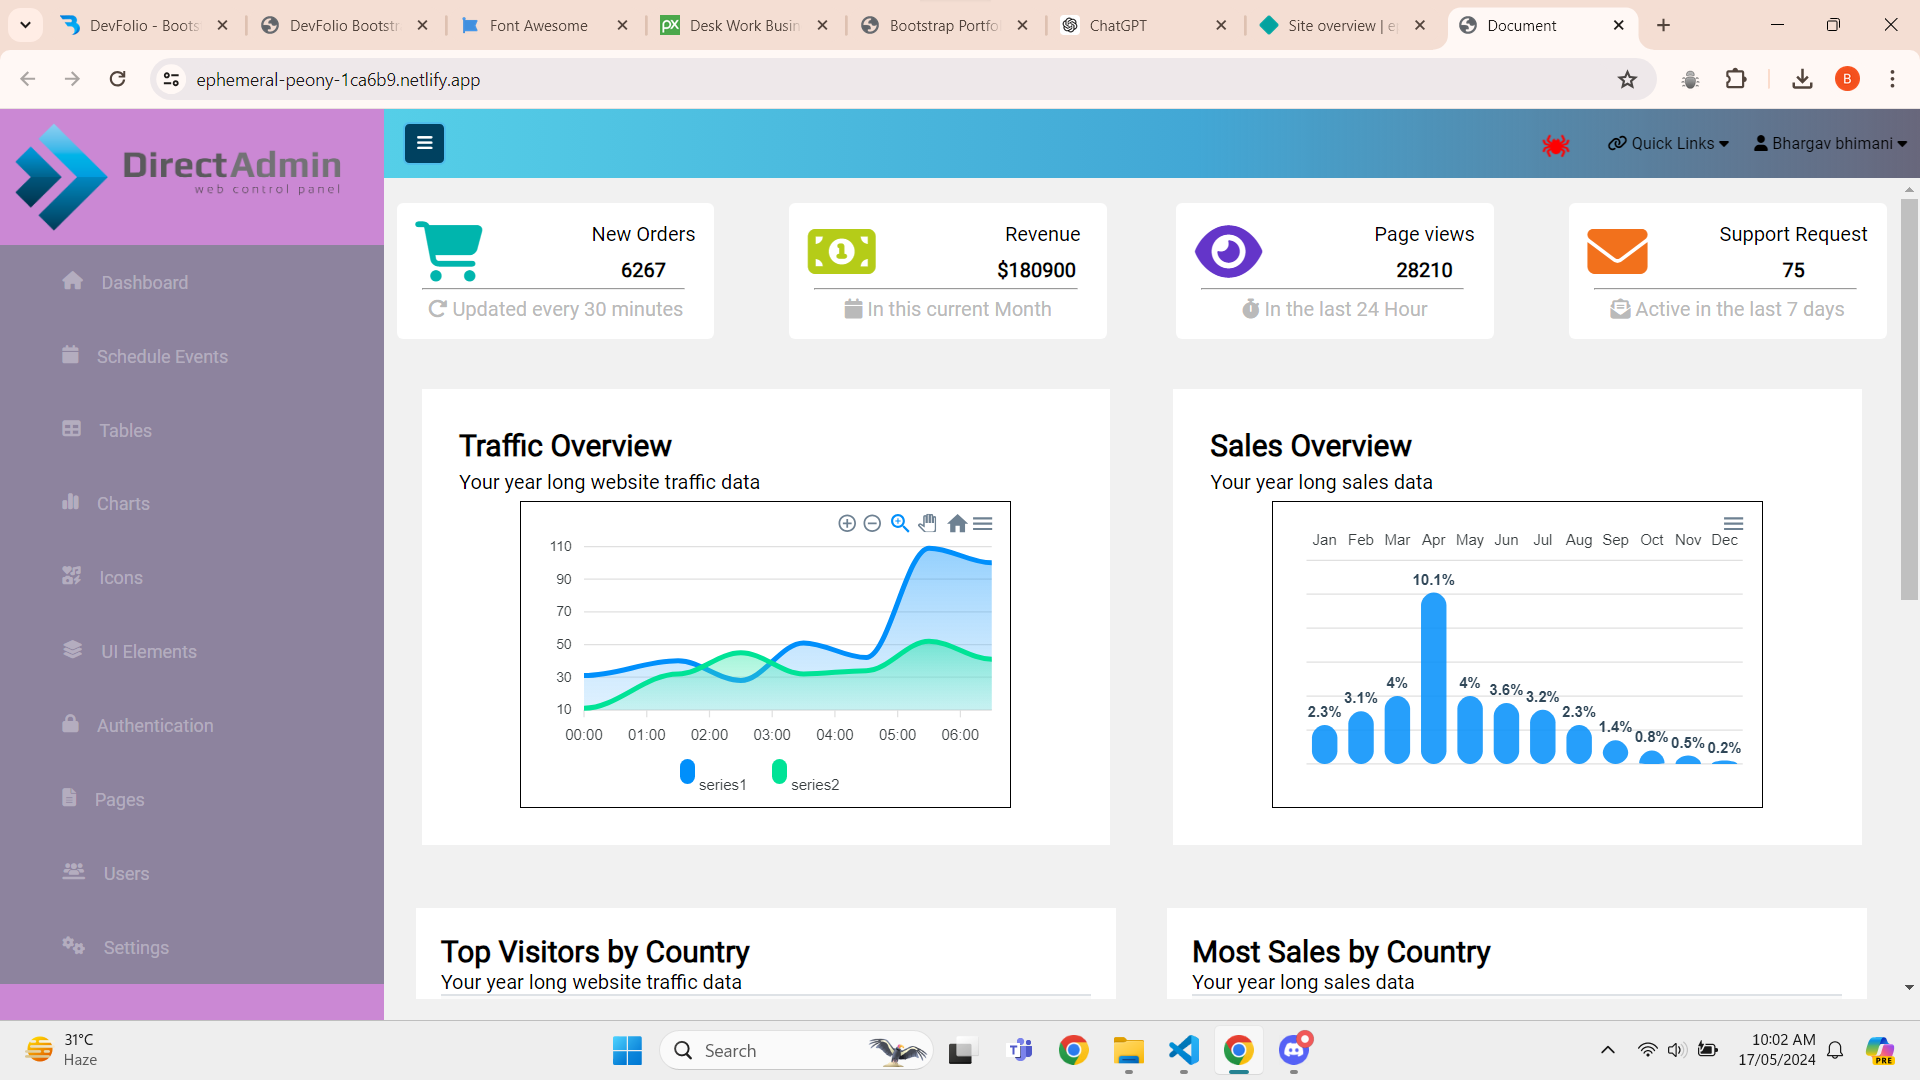 DevFolio - Boots
DevFolio Bootstr
Font Awesome
Desk Work Busin
Bootstrap Portfo
ChatGPT
Site overview | ep
Document
ephemeral-peony-1ca6b9.netlify.app
B
DirectAdmin
web control panel
Quick Links
Bhargav bhimani
Dashboard
Schedule Events
Tables
Charts
Icons
UI Elements
Authentication
Pages
Users
Settings
New Orders
6267
Updated every 30 minutes
Revenue
$180900
In this current Month
Page views
28210
In the last 24 Hour
Support Request
75
Active in the last 7 days
Traffic Overview
Your year long website traffic data
110
90
70
50
30
10
00:00 01:00 02:00 03:00 04:00 05:00 06:00
series1 series2
Sales Overview
Your year long sales data
Jan Feb Mar Apr May Jun Jul Aug Sep Oct Nov Dec
2.3% 3.1% 4% 10.1% 4% 3.6% 3.2% 2.3% 1.4% 0.8% 0.5% 0.2%
Top Visitors by Country
Your year long website traffic data
Most Sales by Country
Your year long sales data
31°C
Haze
Search
10:02 AM
17/05/2024
PRE